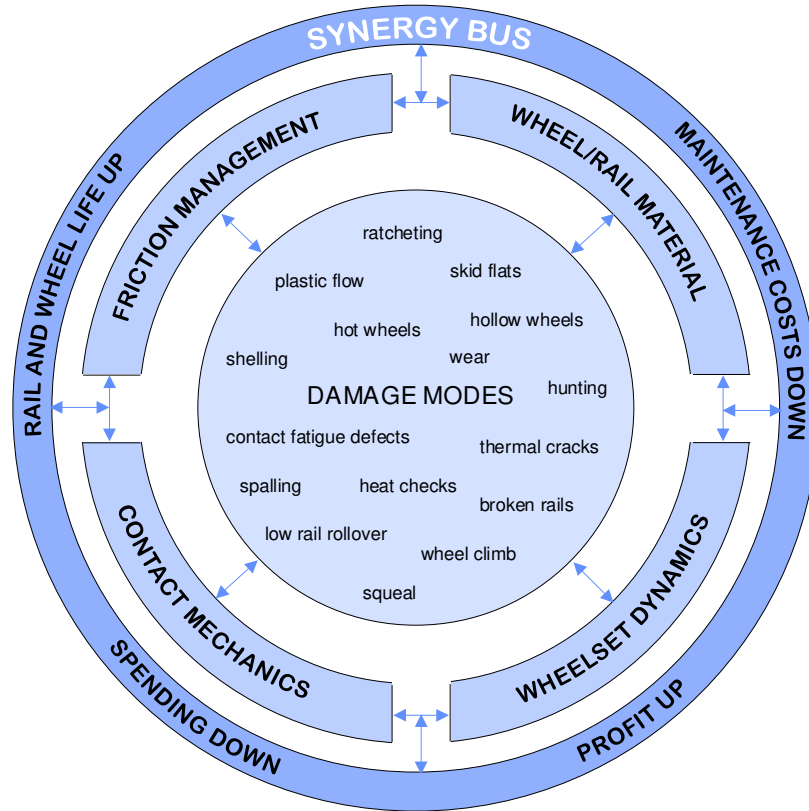 SYNERGY BUS
FRICTION MANAGEMENT
WHEEL/RAIL MATERIAL
RAIL AND WHEEL LIFE UP
MAINTENANCE COSTS DOWN
ratcheting
plastic flow
skid flats
hot wheels
hollow wheels
shelling
wear
DAMAGE MODES
hunting
contact fatigue defects
thermal cracks
spalling
heat checks
broken rails
low rail rollover
wheel climb
squeal
CONTACT MECHANICS
WHEELSET DYNAMICS
SPENDING DOWN
PROFIT UP